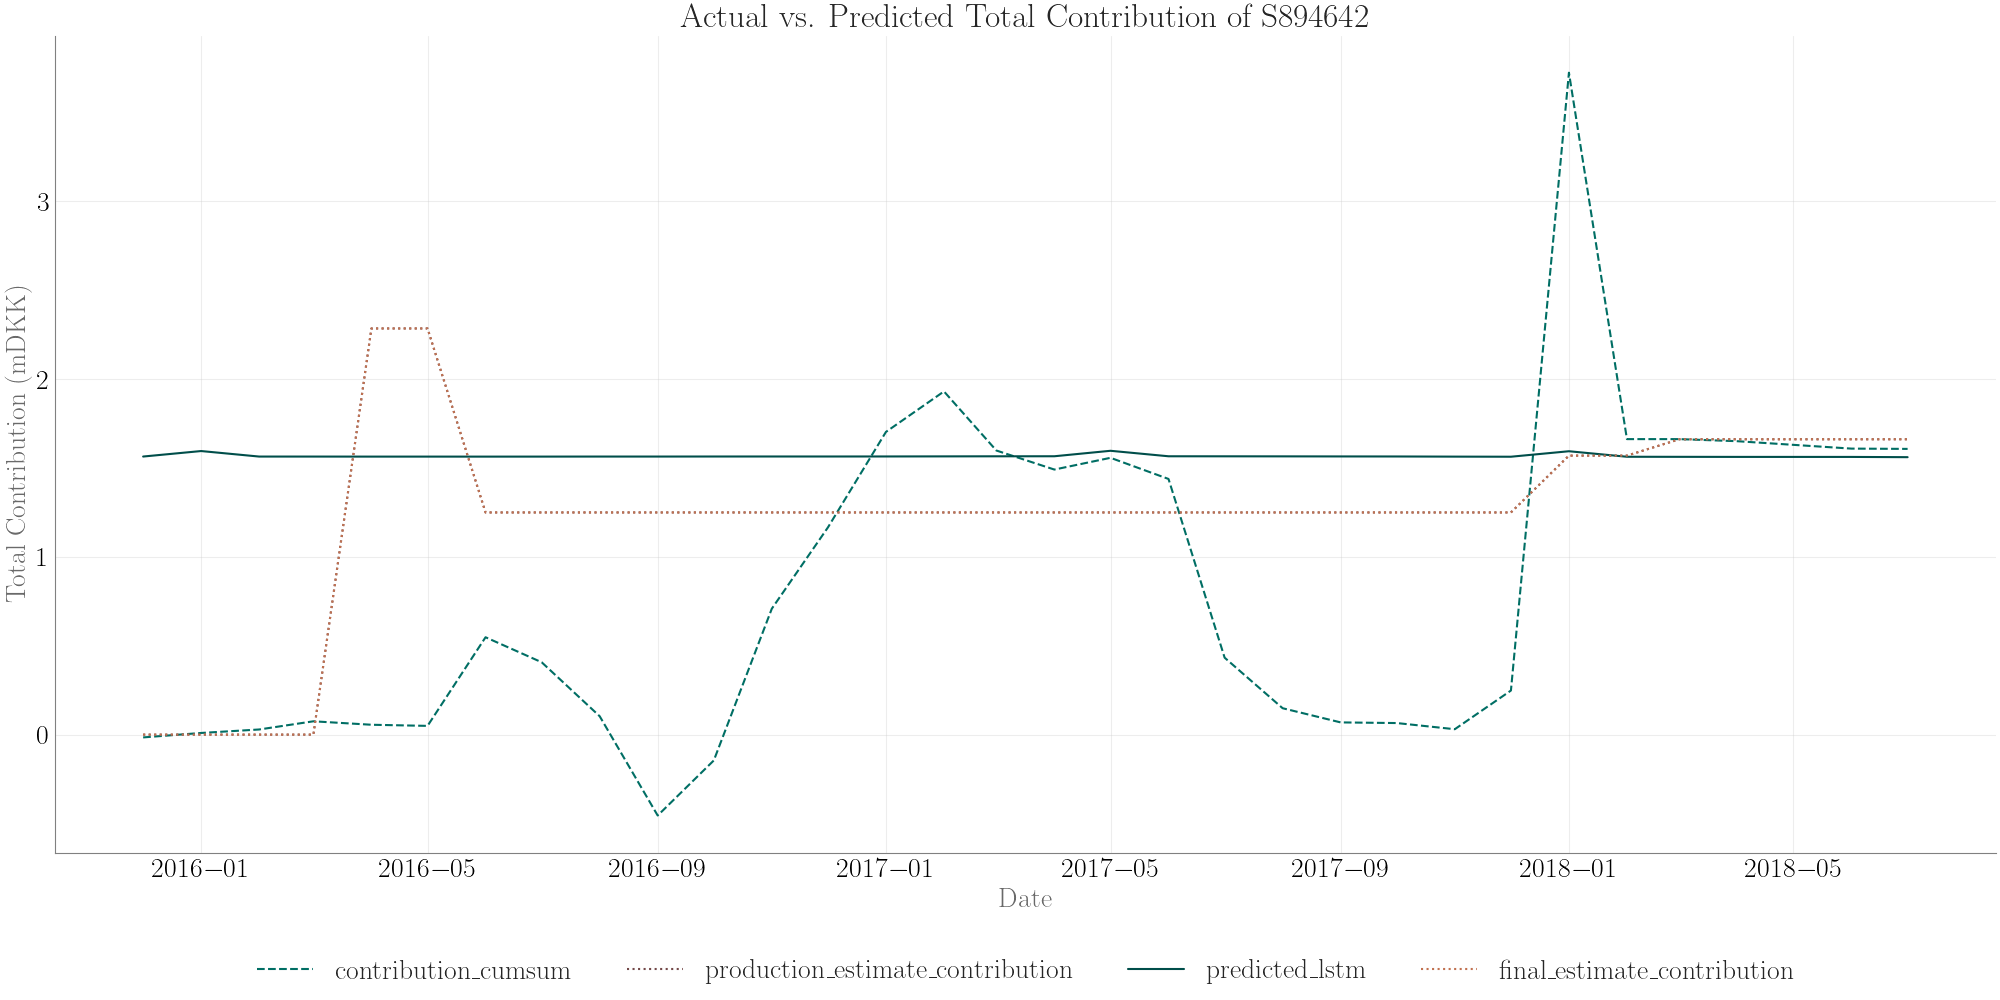 Actual vs. Predicted Total Contribution of S894642
Total Contribution (mDKK)
3
2
1
0
2016−01 2016−05 2016−09 2017−01 2017−05 2017−09 2018−01 2018−05
Date
contribution_cumsum production_estimate_contribution predicted_lstm final_estimate_contribution